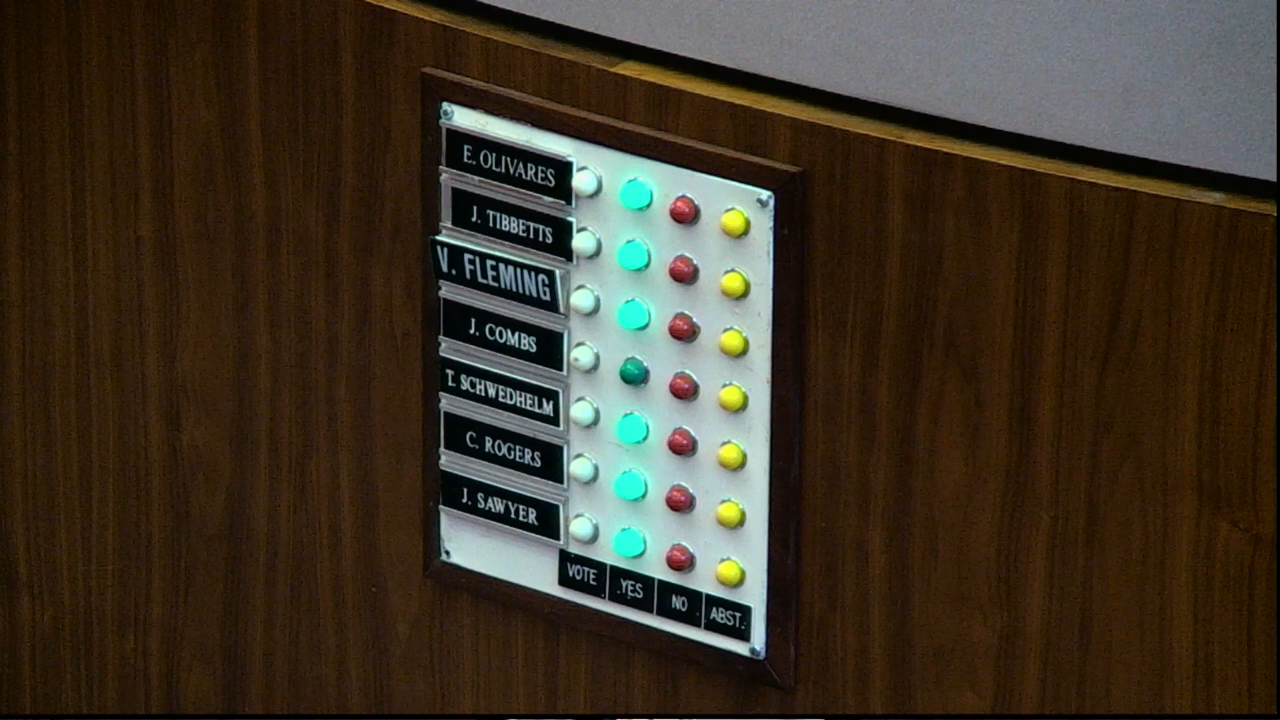 E. OLIVARES
J. TIBBETTS
V. FLEMING
J. COMBS
T. SCHWEDHELM
C. ROGERS
J. SAWYER
VOTE YES NO ABST.